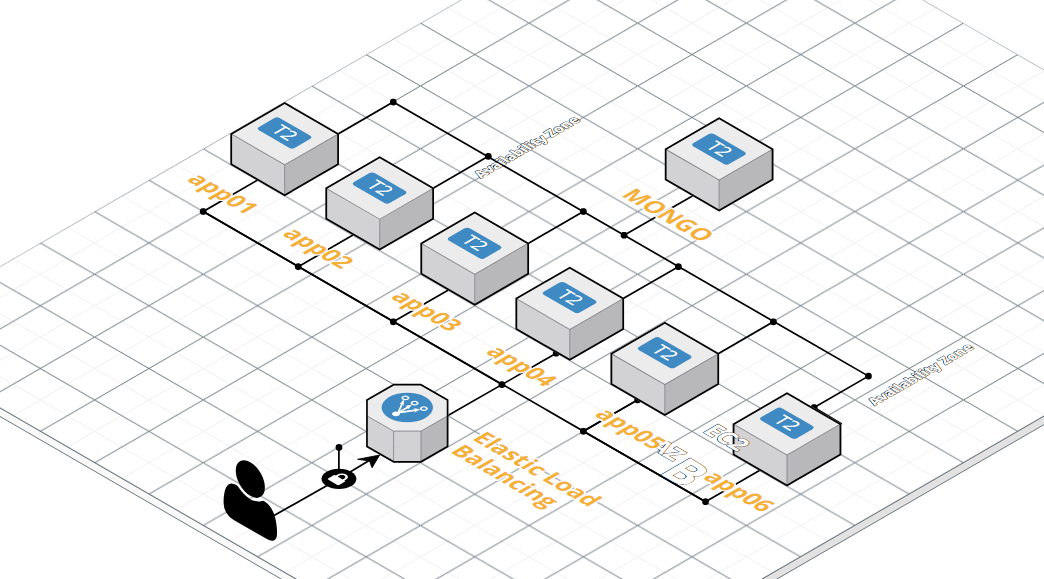 T2
app01
T2
app02
Availability Zone
T2
MONGO
T2
app03
T2
app04
T2
app05
AZ
B
EC2
T2
app06
Availability Zone
Elastic Load
Balancing